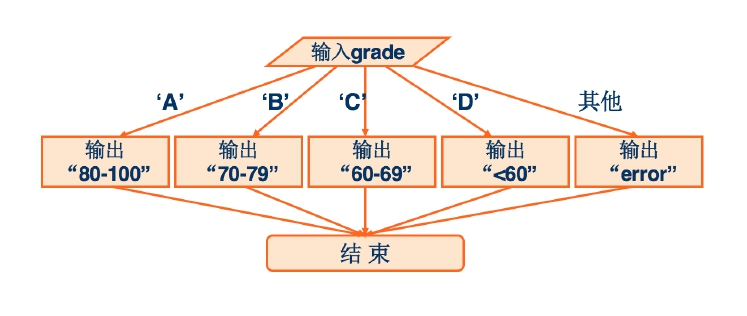 输入grade
‘A’
‘B’
‘C’
‘D’
其他
输出
“80-100”
输出
“70-79”
输出
“60-69”
输出
“<60”
输出
“error”
结 束